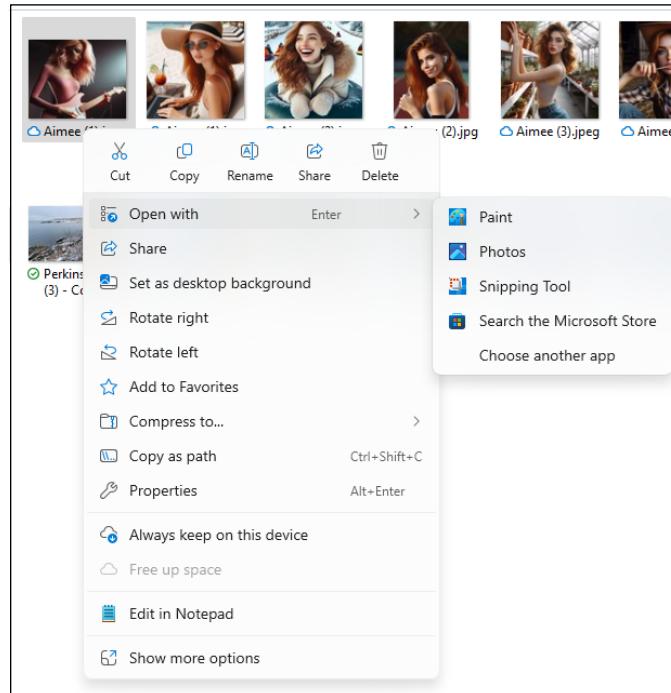 Aimee
(2).jpg
Aimee (3).jpeg
Aimee
Cut
Copy
Rename
Share
Delete
Perkins
(3) - Co
Open with Enter
Paint
Share
Photos
Set as desktop background
Snipping Tool
Rotate right
Search the Microsoft Store
Rotate left
Choose another app
Add to Favorites
Compress to...
Copy as path Ctrl+Shift+C
Properties Alt+Enter
Always keep on this device
Free up space
Edit in Notepad
Show more options